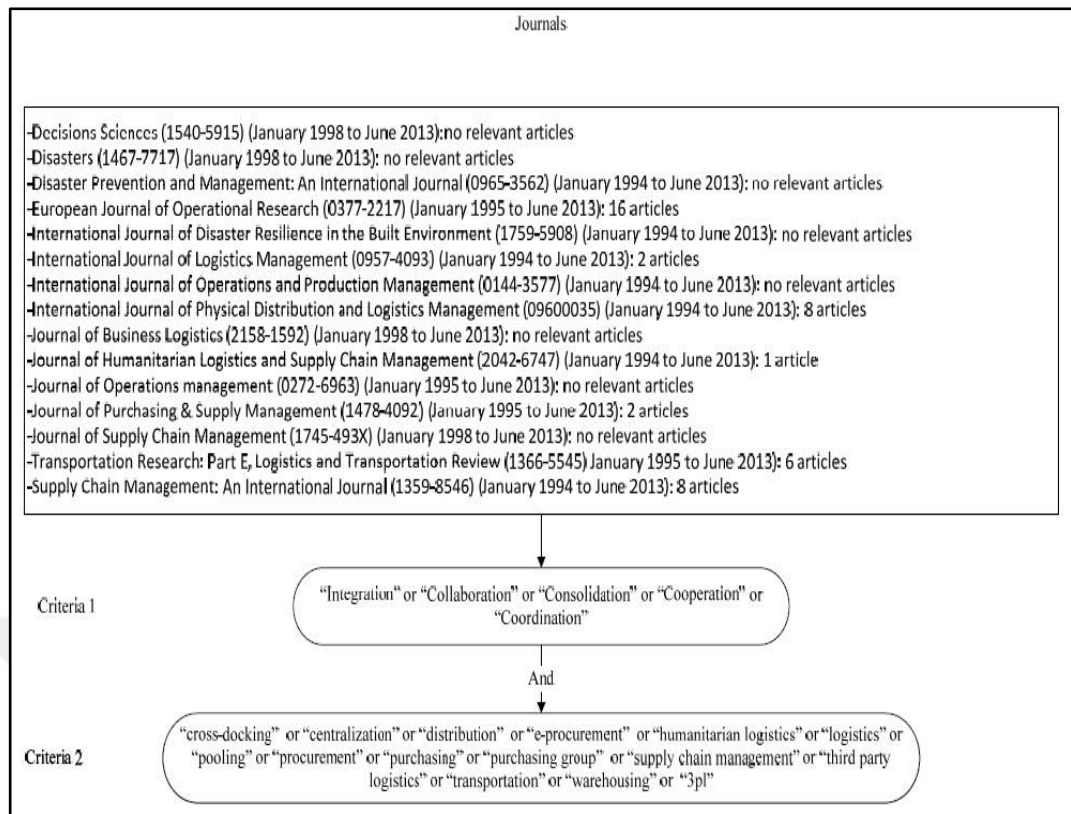 Journals
-Decisions Sciences (1540-5915) (January 1998 to June 2013):no relevant articles
-Disasters (1467-7717) (January 1998 to June 2013): no relevant articles
-Disaster Prevention and Management: An International Journal (0965-3562) (January 1994 to June 2013): no relevant articles
-European Journal of Operational Research (0377-2217) (January 1995 to June 2013): 16 articles
-International Journal of Disaster Resilience in the Built Environment (1759-5908) (January 1994 to June 2013): no relevant articles
-International Journal of Logistics Management (0957-4093) (January 1994 to June 2013): 2 articles
-International Journal of Operations and Production Management (0144-3577) (January 1994 to June 2013): no relevant articles
-International Journal of Physical Distribution and Logistics Management (09600035) (January 1994 to June 2013): 8 articles
-Journal of Business Logistics (2158-1592) (January 1998 to June 2013): no relevant articles
-Journal of Humanitarian Logistics and Supply Chain Management (2042-6747) (January 1994 to June 2013): 1 article
-Journal of Operations management (0272-6963) (January 1995 to June 2013): no relevant articles
-Journal of Purchasing & Supply Management (1478-4092) (January 1995 to June 2013): 2 articles
-Journal of Supply Chain Management (1745-493X) (January 1998 to June 2013): no relevant articles
-Transportation Research: Part E, Logistics and Transportation Review (1366-5545) January 1995 to June 2013): 6 articles
-Supply Chain Management: An International Journal (1359-8546) (January 1994 to June 2013): 8 articles
Criteria 1
“Integration” or “Collaboration” or “Consolidation” or “Cooperation” or
“Coordination”
And
Criteria 2
“cross-docking” or “centralization” or “distribution” or “e-procurement” or “humanitarian logistics” or “logistics” or
“pooling” or “procurement” or “purchasing” or “purchasing group” or “supply chain management” or “third party
logistics” or “transportation” or “warehousing” or “3pl”